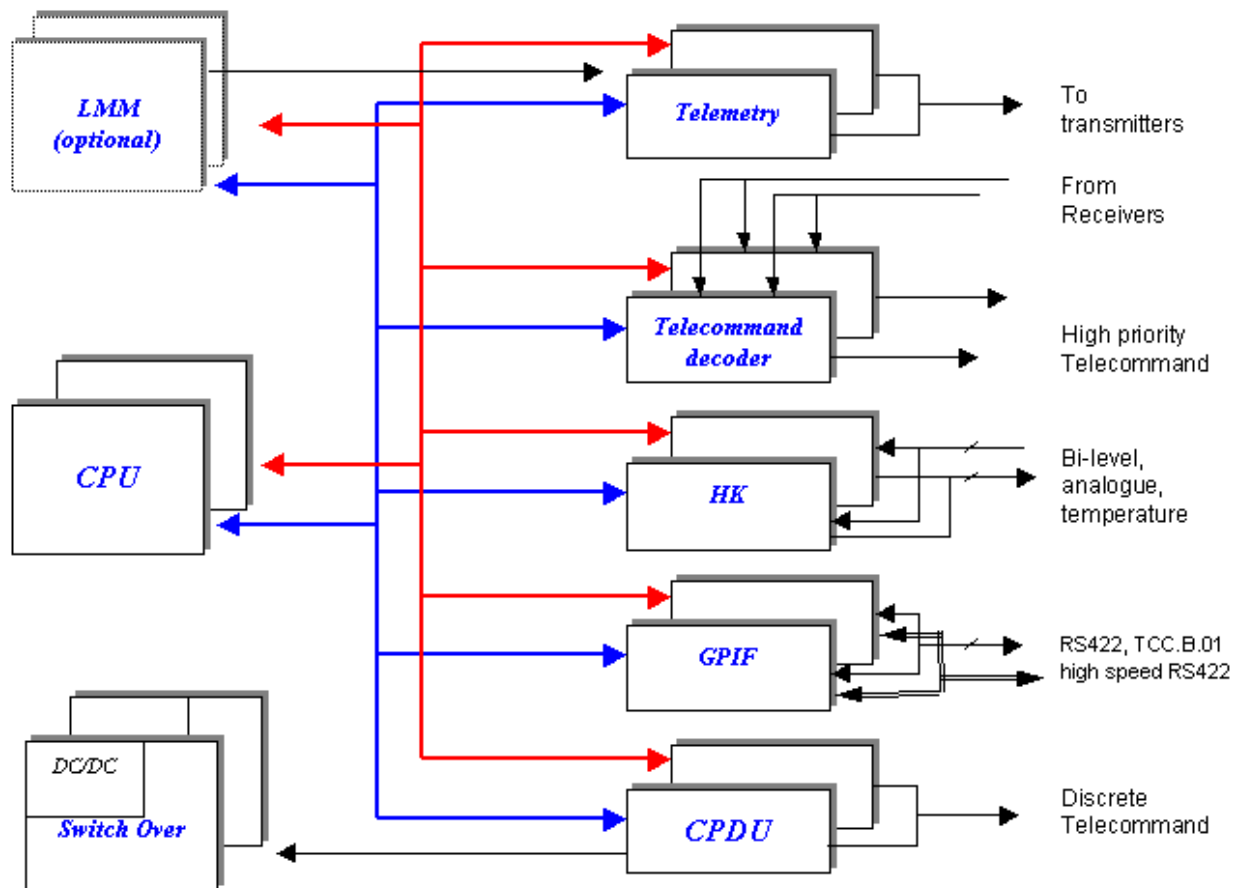 LMM
(optional)
Telemetry
To
transmitters
From
Receivers
Telecommand
decoder
High priority
Telecommand
CPU
HK
Bi-level,
analogue,
temperature
GPIF
RS422, TCC.B.01
high speed RS422
DC/DC
Switch Over
CPDU
Discrete
Telecommand